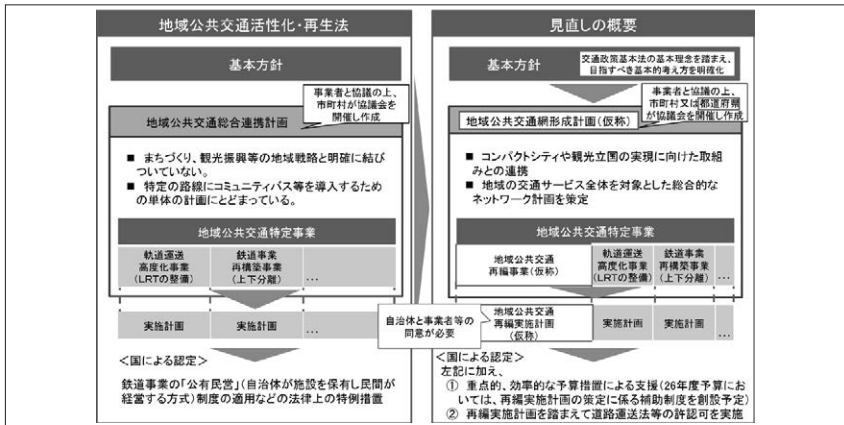 地域公共交通活性化・再生法
基本方針
事業者と協議の上、
市町村が協議会を
開催し作成
地域公共交通総合連携計画
■ まちづくり、観光振興等の地域戦略と明確に結び
ついていない。
■ 特定の路線にコミュニティバス等を導入するため
の単体の計画にとどまっている。
地域公共交通特定事業
軌道運送
高度化事業
(LRTの整備)
鉄道事業
再構築事業
(上下分離)
…
実施計画
実施計画
…
<国による認定>
鉄道事業の「公有民営」(自治体が施設を保有し民間が
経営する方式)制度の適用などの法律上の特例措置
見直しの概要
基本方針
交通政策基本法の基本理念を踏まえ、
目指すべき基本的考え方を明確化
事業者と協議の上、
市町村又は都道府県
が協議会を開催し作成
地域公共交通網形成計画(仮称)
■ コンパクトシティや観光立国の実現に向けた取組
みとの連携
■ 地域の交通サービス全体を対象とした総合的な
ネットワーク計画を策定
地域公共交通特定事業
地域公共交通
再編事業(仮称)
軌道運送
高度化事業
(LRTの整備)
鉄道事業
再構築事業
(上下分離)
…
自治体と事業者等の
同意が必要
地域公共交通
再編実施計画
(仮称)
実施計画
実施計画
…
<国による認定>
左記に加え、
① 重点的、効率的な予算措置による支援(26年度予算にお
いては、再編実施計画の策定に係る補助制度を創設予定)
② 再編実施計画を踏まえて道路運送法等の許認可を実施